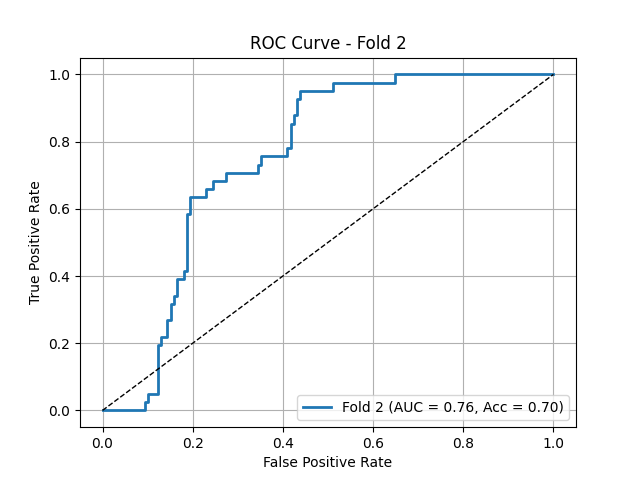 ROC Curve - Fold 2
1.0
0.8
0.6
0.4
0.2
0.0
True Positive Rate
Fold 2 (AUC = 0.76, Acc = 0.70)
0.0 0.2 0.4 0.6 0.8 1.0
False Positive Rate